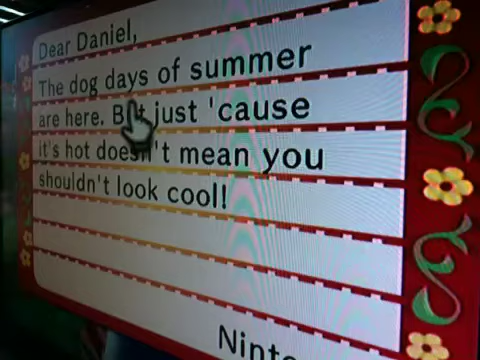 Dear Daniel,
The dog days of summer
are here. But just 'cause
it's hot doesn't mean you
shouldn't look cool!